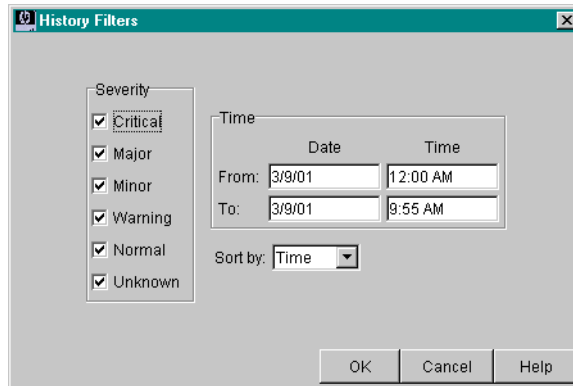 History Filters
Severity
Critical
Major
Minor
Warning
Normal
Unknown
Time
Date Time
From: 3/9/01 12:00 AM
To: 3/9/01 9:55 AM
Sort by: Time
OK Cancel Help